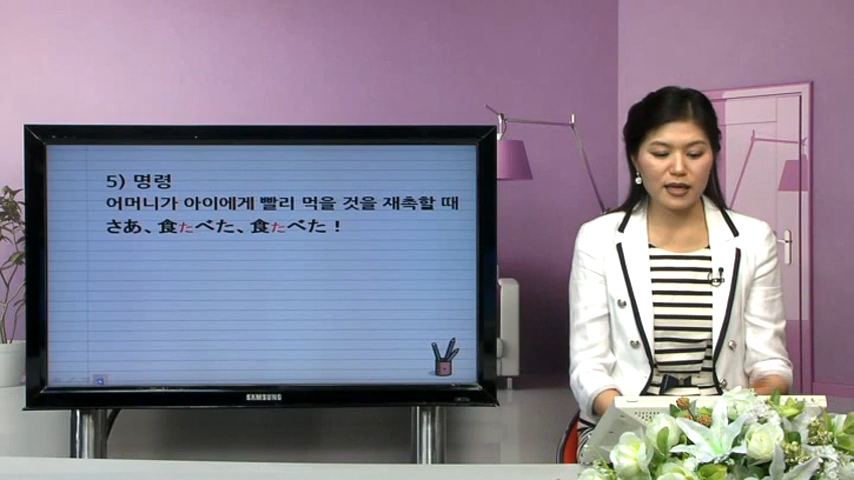 5) 명령
어머니가 아이에게 빨리 먹을 것을 재촉할 때
さあ、食たべた、食たべた！
SAMSUNG